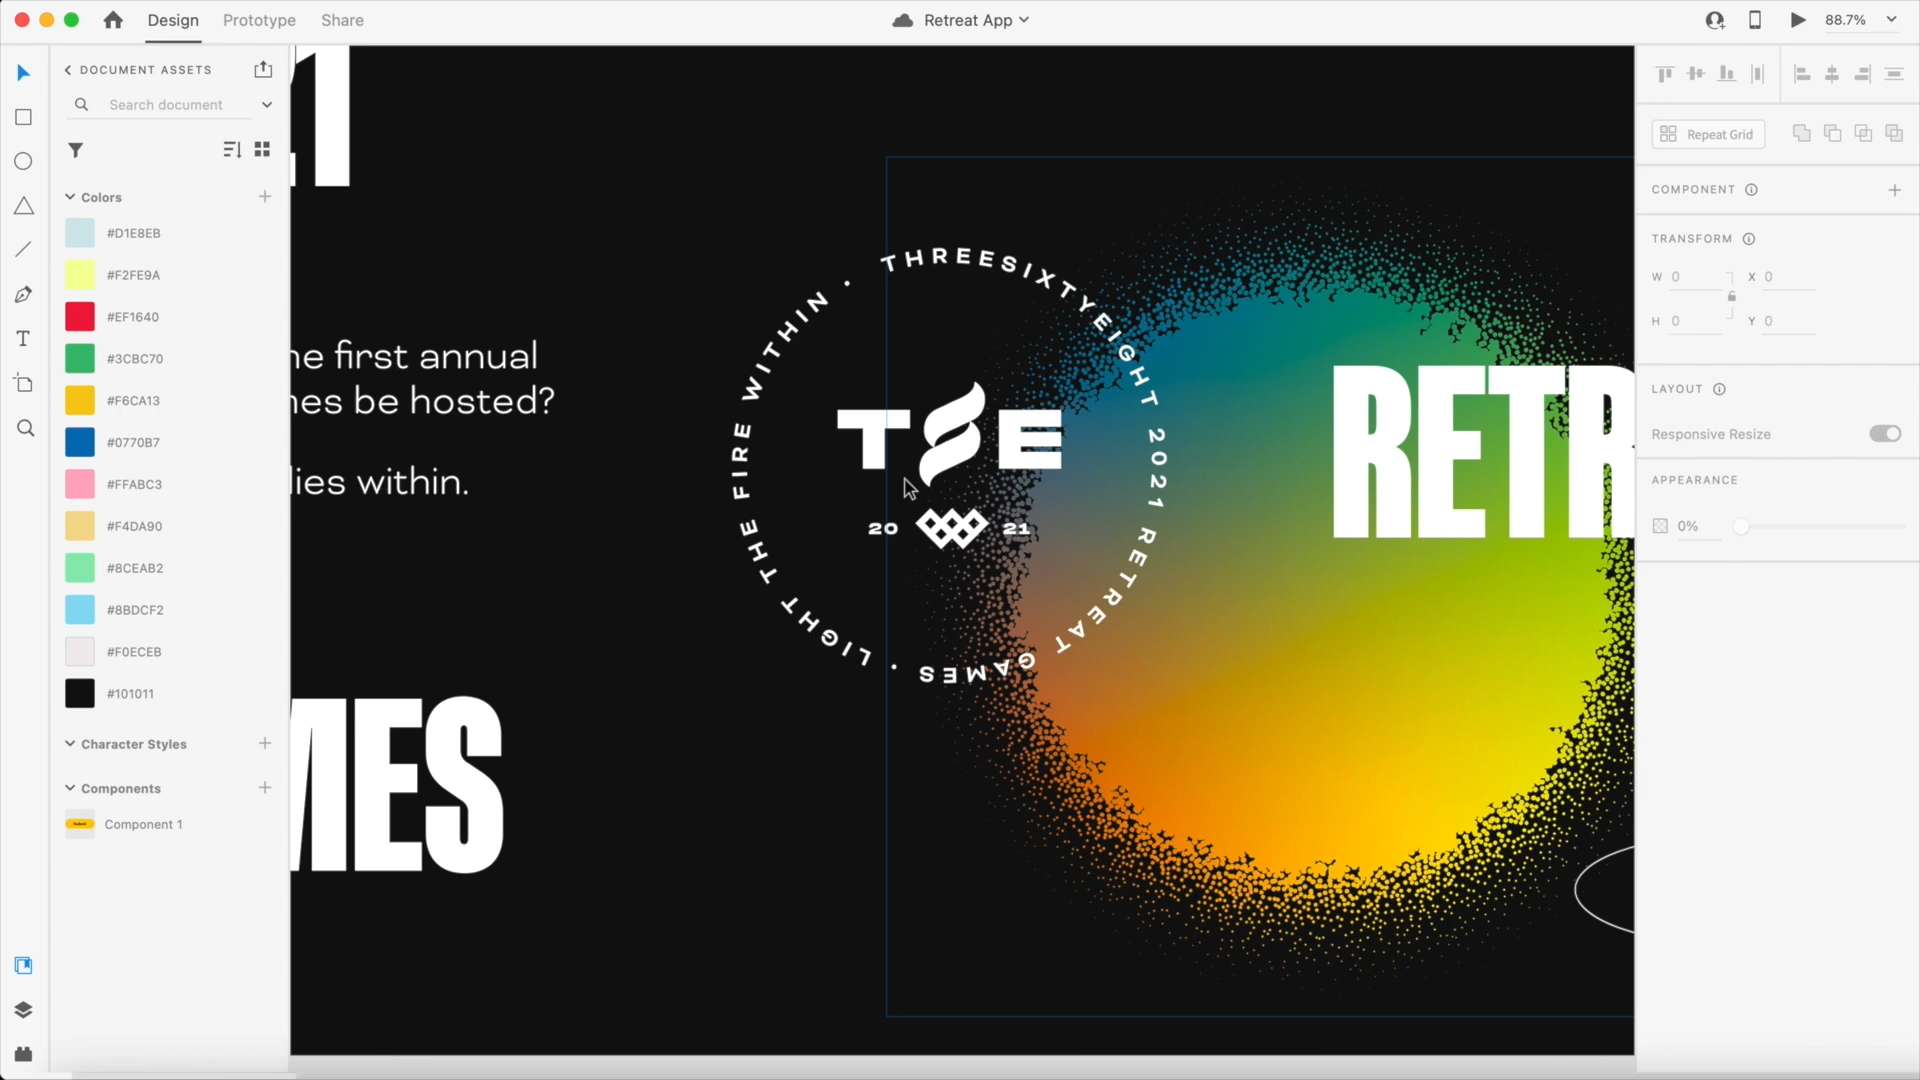 Design Prototype Share Retreat App 88.7%
DOCUMENT ASSETS
Search document
Colors
#D1E8EB
#F2FE9A
#EF1640
#3CBC70
#F6CA13
#0770B7
#FFABC3
#F4DA90
#8CEAB2
#8BDCF2
#F0ECEB
#101011
Character Styles
Components
Component 1
he first annual
nes be hosted?
lies within.
MES
THREESIXTYEIGHT 2021 RETREAT GAMES • LIGHT THE FIRE WITHIN •
T E
20 21
RETR
Repeat Grid
COMPONENT
TRANSFORM
W 0 X 0
H 0 Y 0
LAYOUT
Responsive Resize
APPEARANCE
0%